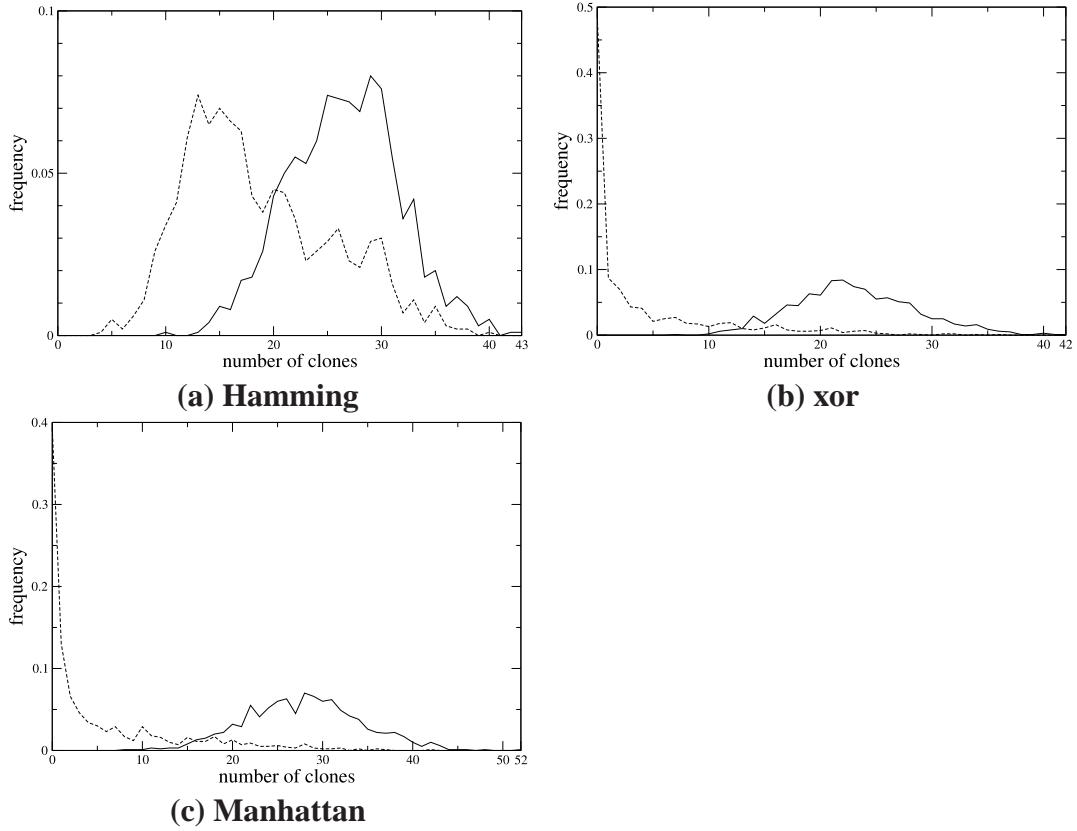 0.1
0.05
0
frequency
0 10 20 30 40 43
number of clones
(a) Hamming
0.5
0.4
0.3
0.2
0.1
0
frequency
0 10 20 30 40 42
number of clones
(b) xor
0.4
0.3
0.2
0.1
0
frequency
0 10 20 30 40 50 52
number of clones
(c) Manhattan